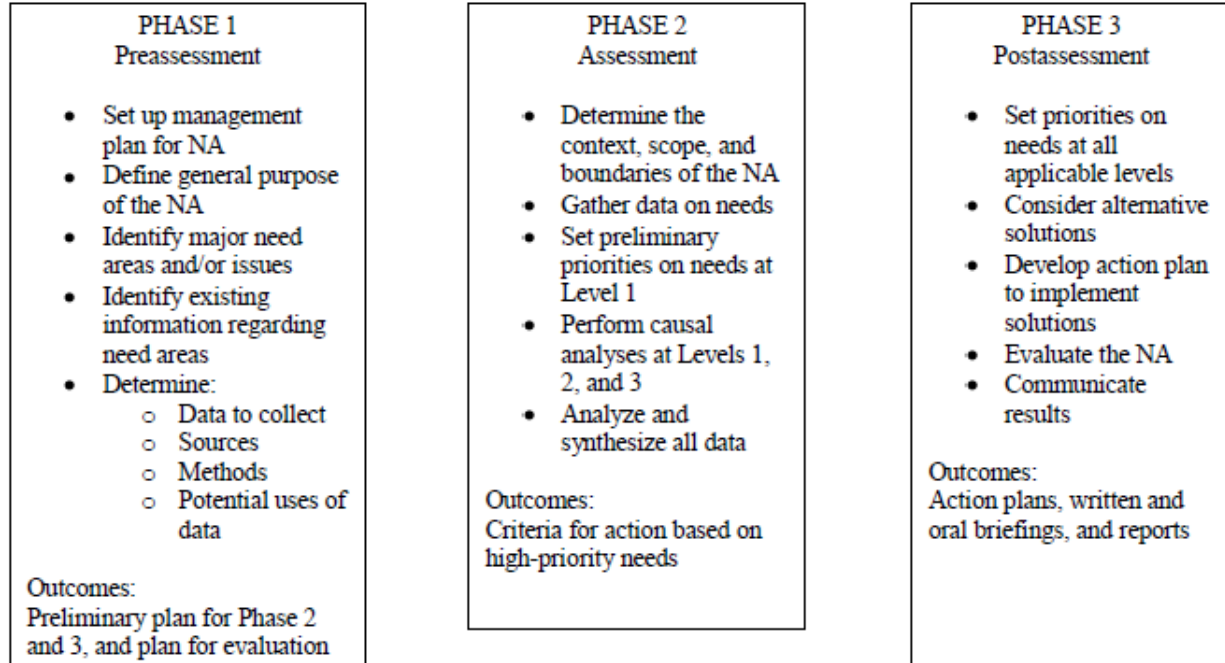 PHASE 1
Preassessment
• Set up management
plan for NA
• Define general purpose
of the NA
• Identify major need
areas and/or issues
• Identify existing
information regarding
need areas
• Determine:
o Data to collect
o Sources
o Methods
o Potential uses of
data
Outcomes:
Preliminary plan for Phase 2
and 3, and plan for evaluation
PHASE 2
Assessment
• Determine the
context, scope, and
boundaries of the NA
• Gather data on needs
• Set preliminary
priorities on needs at
Level 1
• Perform causal
analyses at Levels 1,
2, and 3
• Analyze and
synthesize all data
Outcomes:
Criteria for action based on
high-priority needs
PHASE 3
Postassessment
• Set priorities on
needs at all
applicable levels
• Consider alternative
solutions
• Develop action plan
to implement
solutions
• Evaluate the NA
• Communicate
results
Outcomes:
Action plans, written and
oral briefings, and reports